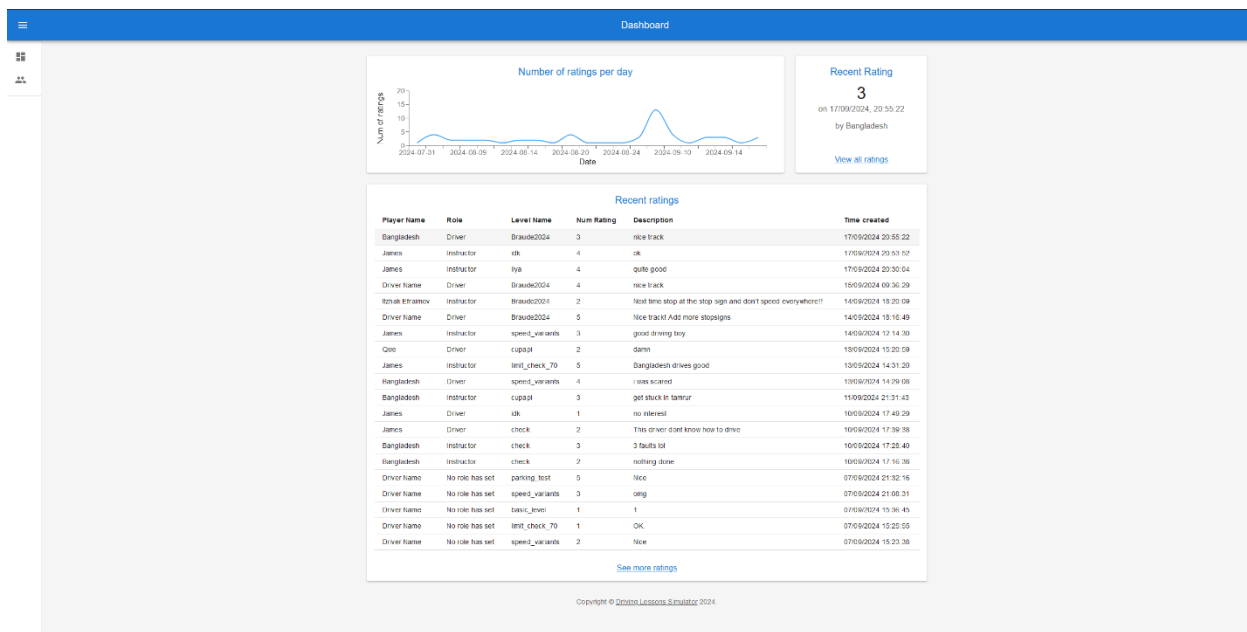 Dashboard
Number of ratings per day
Num of ratings
20
15
10
5
0
2024-07-31 2024-08-09 2024-08-14 2024-08-20 2024-08-24 2024-09-10 2024-09-14
Date
Recent Rating
3
on 17/09/2024, 20:55:22
by Bangladesh
View all ratings
Recent ratings
Player Name Role Level Name Num Rating Description Time created
Bangladesh Driver Braude2024 3 nice track 17/09/2024 20:55:22
James Instructor idk 4 ok 17/09/2024 20:53:52
James Instructor ilya 4 quite good 17/09/2024 20:30:04
Driver Name Driver Braude2024 4 nice track 15/09/2024 09:36:29
Itzhak Efraimov Instructor Braude2024 2 Next time stop at the stop sign and don't speed everywhere!! 14/09/2024 18:20:09
Driver Name Driver Braude2024 5 Nice track! Add more stopsigns 14/09/2024 18:16:49
James Instructor speed_variants 3 good driving boy 14/09/2024 12:14:30
Driver cupapi 2 damn 13/09/2024 15:20:59
James Instructor limit_check_70 5 Bangladesh drives good 13/09/2024 14:31:20
Bangladesh Driver speed_variants 4 i was scared 13/09/2024 14:29:08
Bangladesh Instructor cupapi 3 get stuck in tamrur 11/09/2024 21:31:43
James Driver idk 1 no interest 10/09/2024 17:49:29
James Driver check 2 This driver dont know how to drive 10/09/2024 17:39:38
Bangladesh Instructor check 3 3 faults lol 10/09/2024 17:28:40
Bangladesh Instructor check 2 nothing done 10/09/2024 17:16:38
Driver Name No role has set parking_test 5 Nice 07/09/2024 21:32:16
Driver Name No role has set speed_variants 3 omg 07/09/2024 21:08:31
Driver Name No role has set basic_level 1 1 07/09/2024 15:36:45
Driver Name No role has set limit_check_70 1 OK. 07/09/2024 15:25:55
Driver Name No role has set speed_variants 2 Nice 07/09/2024 15:23:38
See more ratings
Copyright © Driving Lessons Simulator 2024.